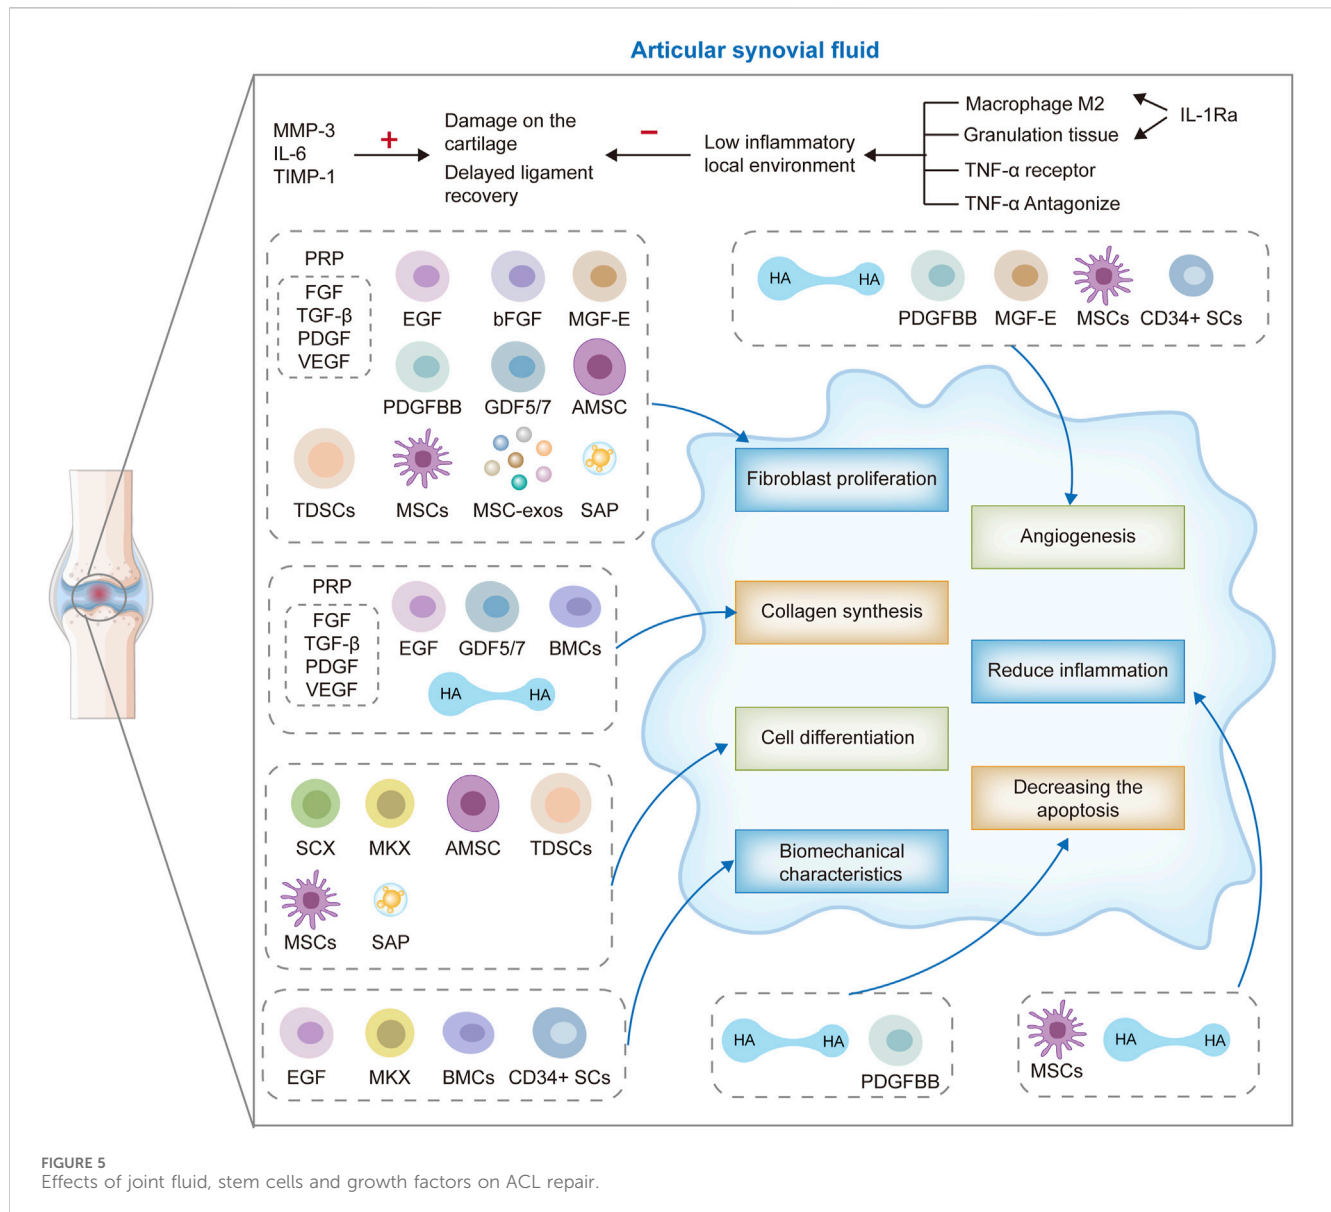 Articular synovial fluid
MMP-3
IL-6
TIMP-1
+
Damage on the
cartilage
Delayed ligament
recovery
−
Low inflammatory
local environment
Macrophage M2
Granulation tissue
TNF-α receptor
TNF-α Antagonize
IL-1Ra
PRP
FGF
TGF-β
PDGF
VEGF
EGF
bFGF
MGF-E
PDGFBB
GDF5/7
AMSC
TDSCs
MSCs
MSC-exos
SAP
HA
HA
PDGFBB
MGF-E
MSCs
CD34+ SCs
Fibroblast proliferation
Angiogenesis
PRP
FGF
TGF-β
PDGF
VEGF
EGF
GDF5/7
BMCs
HA
HA
Collagen synthesis
Reduce inflammation
Cell differentiation
Decreasing the
apoptosis
Biomechanical
characteristics
SCX
MKX
AMSC
TDSCs
MSCs
SAP
EGF
MKX
BMCs
CD34+ SCs
HA
HA
PDGFBB
MSCs
HA
HA
FIGURE 5
Effects of joint fluid, stem cells and growth factors on ACL repair.